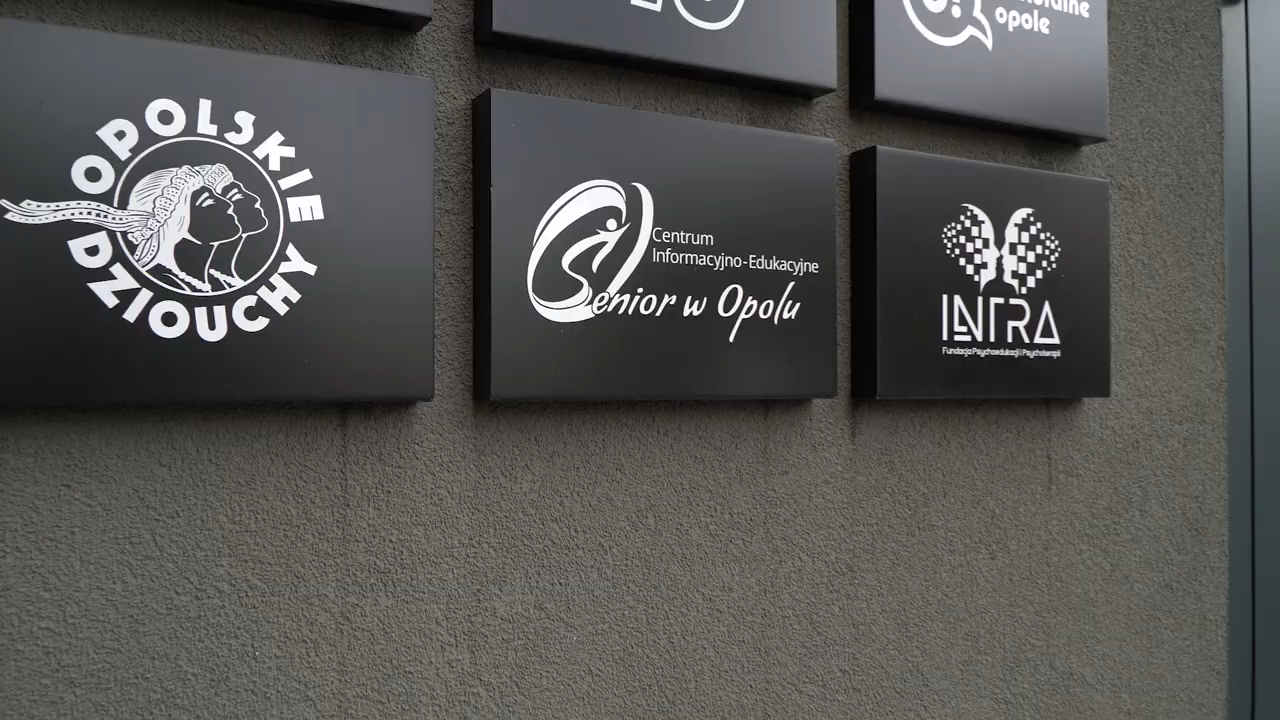 opole
OPOLSKIE
DZIOUCHY
Centrum
Informacyjno-Edukacyjne
Senior w Opolu
INTRA
Fundacja Psychoedukacji i Psychoterapii